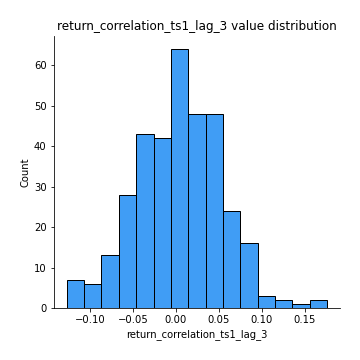 return_correlation_ts1_lag_3 value distribution
Count
60
50
40
30
20
10
0
−0.10 −0.05 0.00 0.05 0.10 0.15
return_correlation_ts1_lag_3